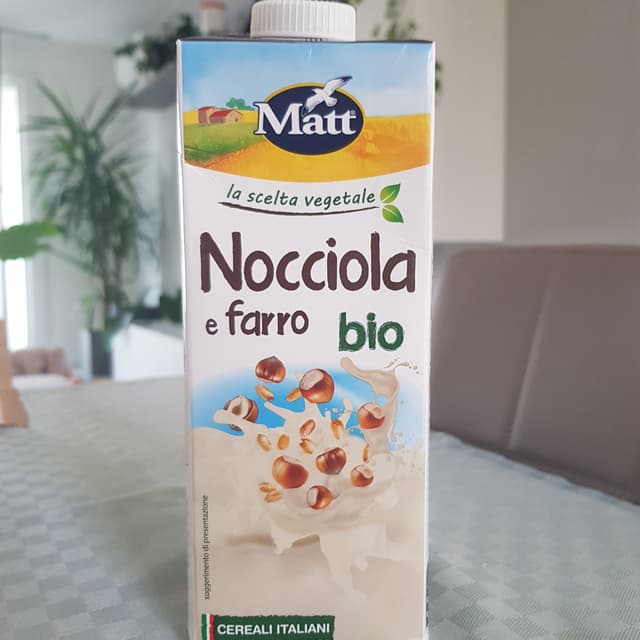 Matt
la scelta vegetale
Nocciola
e farro bio
suggerimento di presentazione
CEREALI ITALIANI